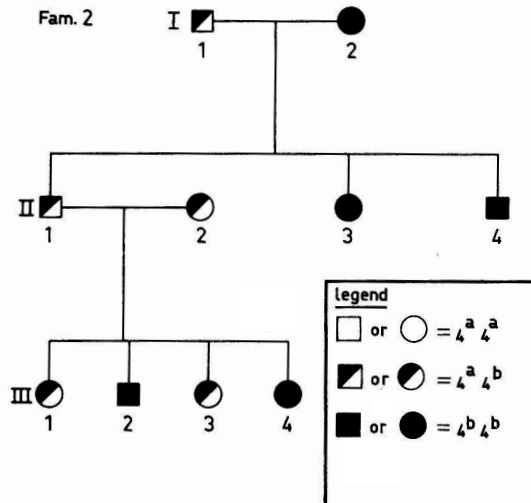 Fam. 2
I
1 2
II
1 2 3 4
legend
or = 4ᵃ 4ᵃ
or = 4ᵃ 4ᵇ
or = 4ᵇ 4ᵇ
III
1 2 3 4